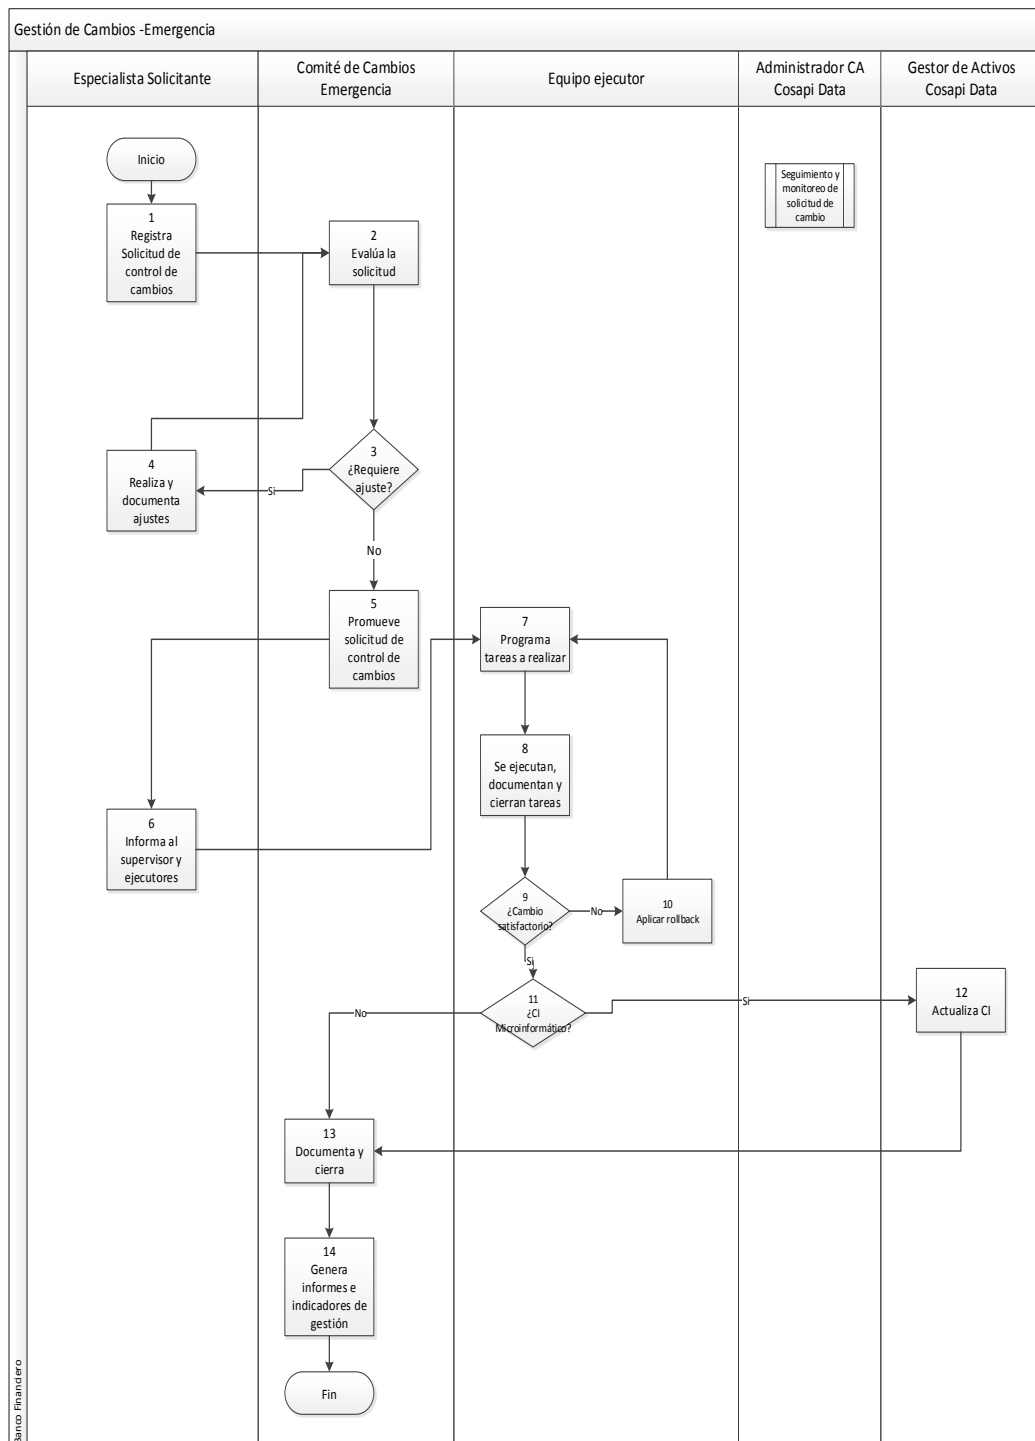 Gestión de Cambios -Emergencia
Especialista Solicitante
Comité de Cambios
Emergencia
Equipo ejecutor
Administrador CA
Cosapi Data
Gestor de Activos
Cosapi Data
Inicio
Seguimiento y
monitoreo de
solicitud de
cambio
1
Registra
Solicitud de
control de
cambios
2
Evalúa la
solicitud
3
¿Requiere
ajuste?
4
Realiza y
documenta
ajustes
Si
No
5
Promueve
solicitud de
control de
cambios
7
Programa
tareas a realizar
8
Se ejecutan,
documentan y
cierran tareas
6
Informa al
supervisor y
ejecutores
9
¿Cambio
satisfactorio?
No
10
Aplicar rollback
Si
11
¿CI
Microinformático?
No
Si
12
Actualiza CI
13
Documenta y
cierra
14
Genera
informes e
indicadores de
gestión
Fin
Banco Financiero